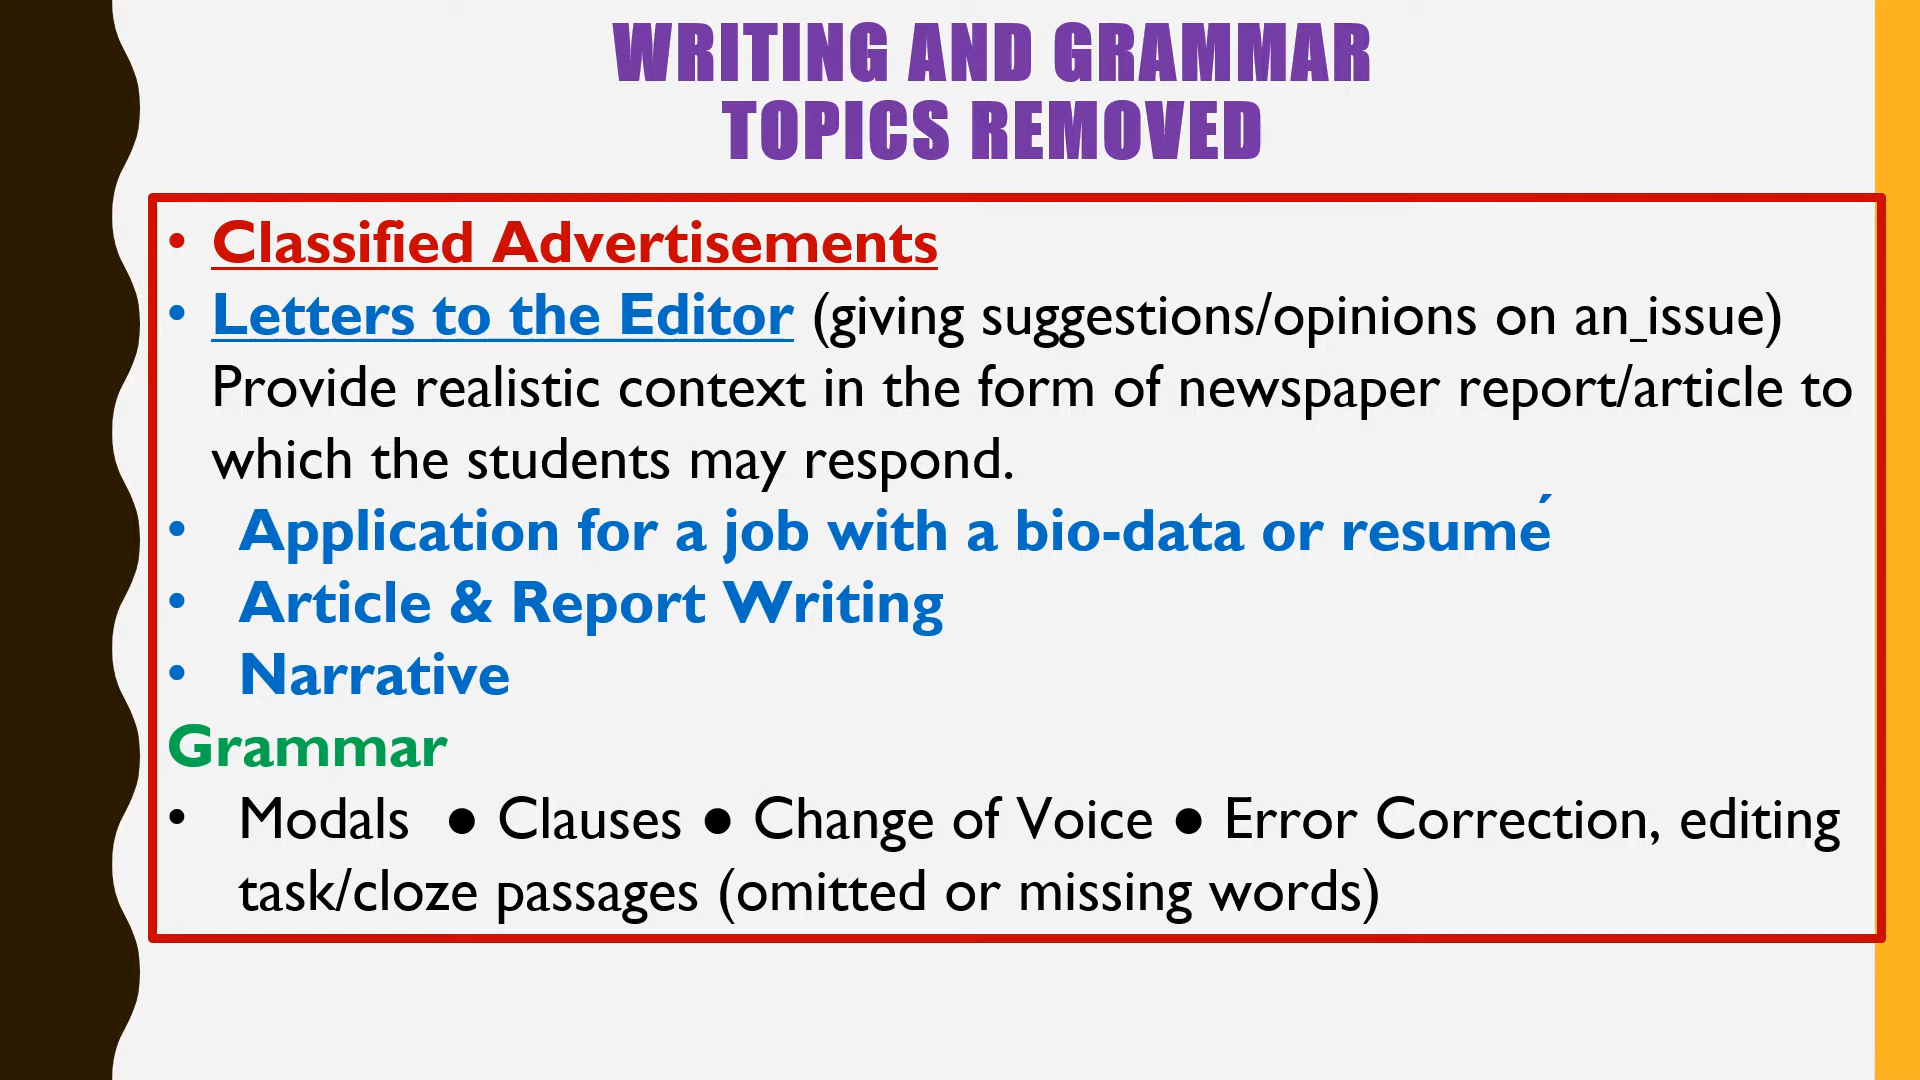 WRITING AND GRAMMAR
TOPICS REMOVED
• Classified Advertisements
• Letters to the Editor (giving suggestions/opinions on an_issue)
Provide realistic context in the form of newspaper report/article to
which the students may respond.
• Application for a job with a bio-data or resumé
• Article & Report Writing
• Narrative
Grammar
• Modals ● Clauses ● Change of Voice ● Error Correction, editing
task/cloze passages (omitted or missing words)